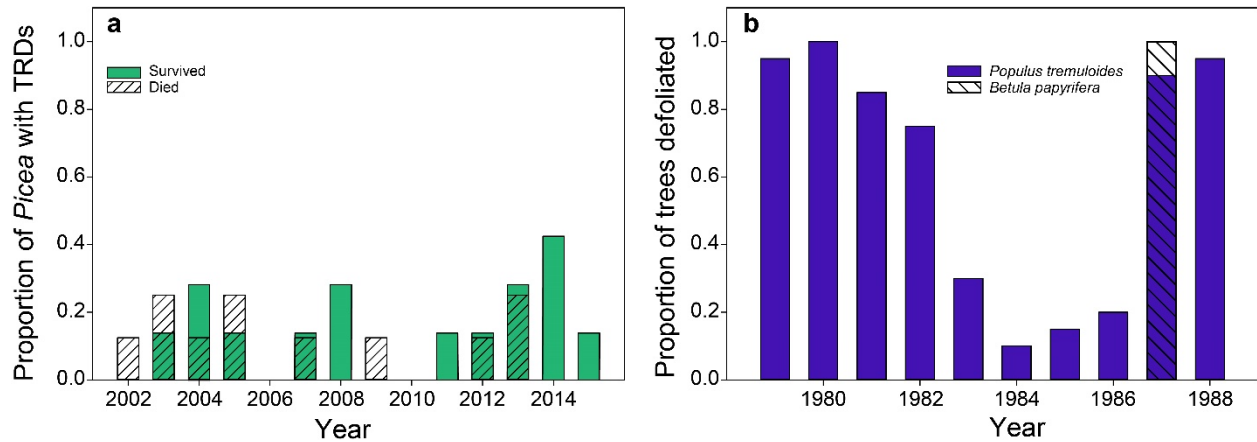 a
Survived
Died
Proportion of Picea with TRDs
1.0
0.8
0.6
0.4
0.2
0.0
2002 2004 2006 2008 2010 2012 2014
Year
b
Populus tremuloides
Betula papyrifera
Proportion of trees defoliated
1.0
0.8
0.6
0.4
0.2
0.0
1980 1982 1984 1986 1988
Year